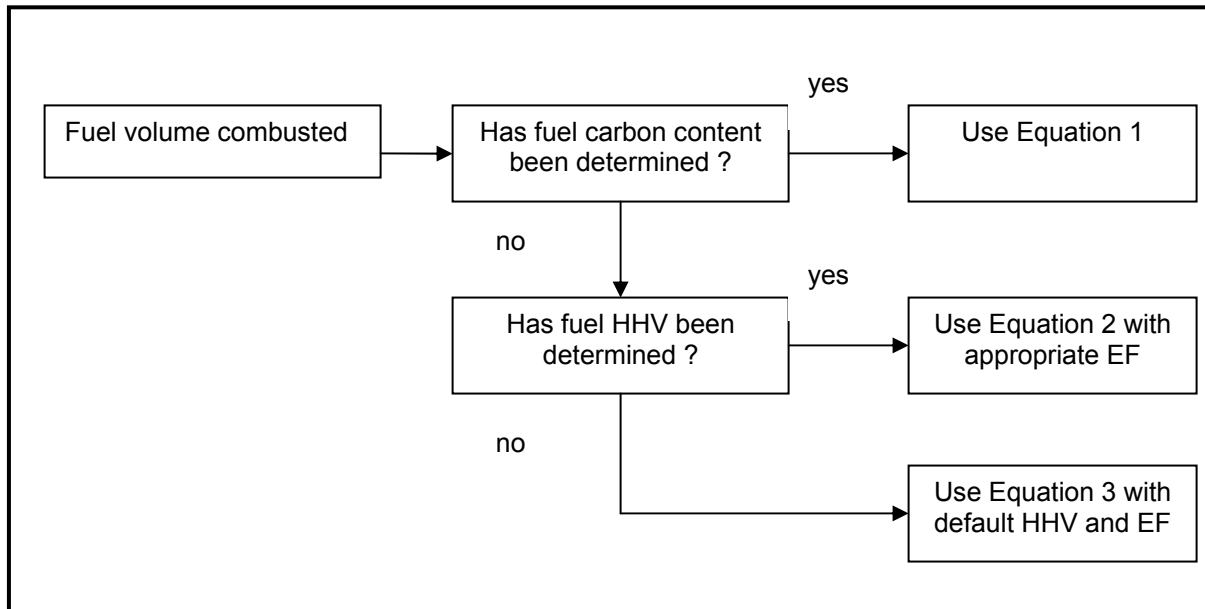 yes
Fuel volume combusted
Has fuel carbon content
been determined ?
Use Equation 1
no
yes
Has fuel HHV been
determined ?
Use Equation 2 with
appropriate EF
no
Use Equation 3 with
default HHV and EF